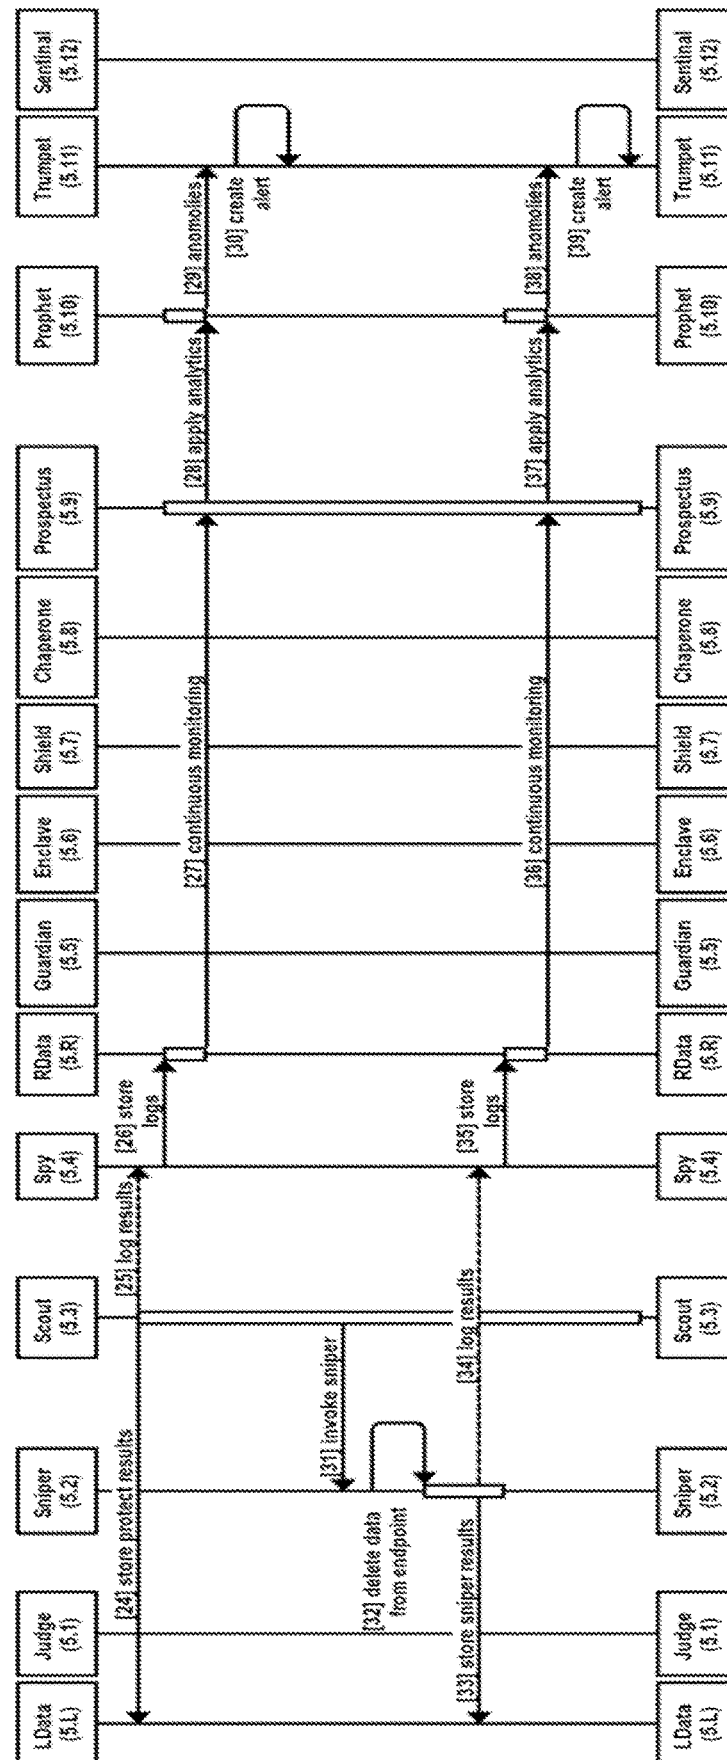 LData
(5.L)
Judge
(5.1)
Sniper
(5.2)
Scout
(5.3)
Spy
(5.4)
RData
(5.R)
Guardian
(5.5)
Enclave
(5.6)
Shield
(5.7)
Chaperone
(5.8)
Prospectus
(5.9)
Prophet
(5.10)
Trumpet
(5.11)
Sentinal
(5.12)
[24] store protect results
[25] log results
[26] store
logs
[27] continuous monitoring
[28] apply analytics
[29] anomolies
[30] create
alert
[31] invoke sniper
[32] delete data
from endpoint
[33] store sniper results
[34] log results
[35] store
logs
[36] continuous monitoring
[37] apply analytics
[38] anomolies
[39] create
alert
LData
(5.L)
Judge
(5.1)
Sniper
(5.2)
Scout
(5.3)
Spy
(5.4)
RData
(5.R)
Guardian
(5.5)
Enclave
(5.6)
Shield
(5.7)
Chaperone
(5.8)
Prospectus
(5.9)
Prophet
(5.10)
Trumpet
(5.11)
Sentinal
(5.12)